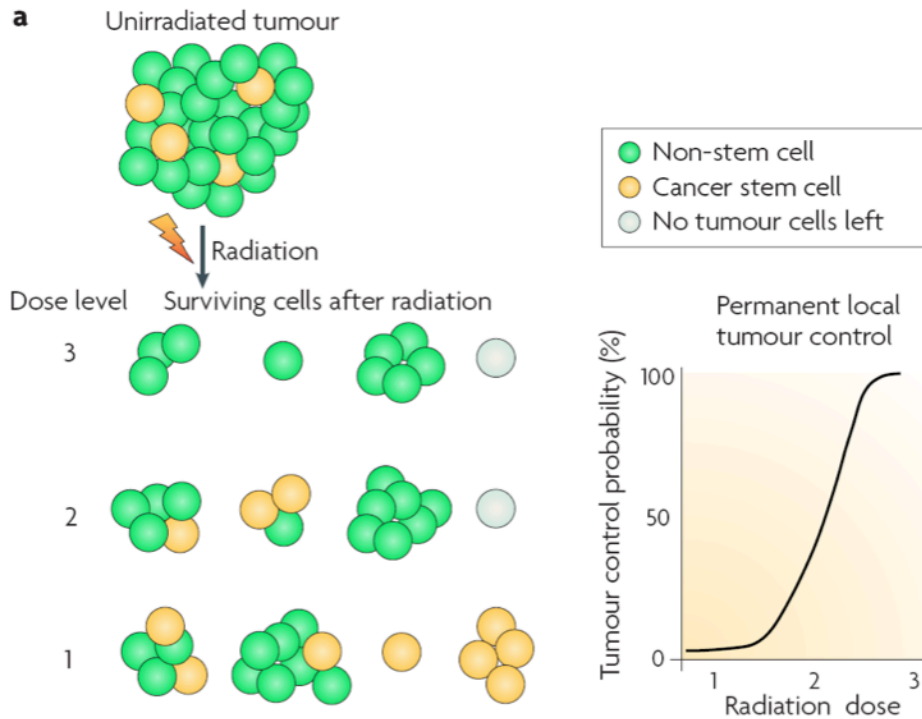 a
Unirradiated tumour
Non-stem cell
Cancer stem cell
No tumour cells left
Radiation
Dose level
Surviving cells after radiation
3
2
1
Permanent local
tumour control
Tumour control probability (%)
100
50
0
1
2
3
Radiation dose